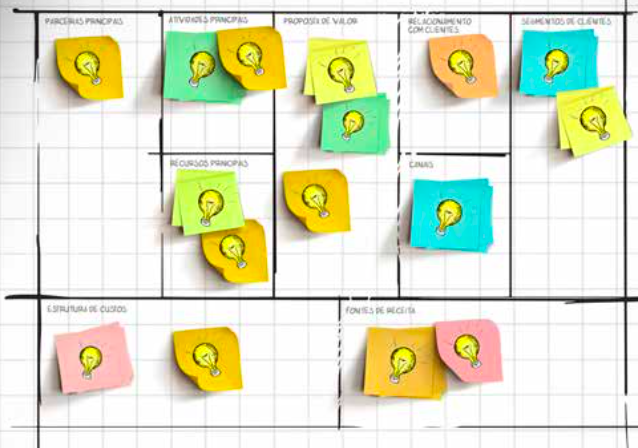 PARCERIAS PRINCIPAIS
ATIVIDADES PRINCIPAIS
PROPOSTA DE VALOR
RELACIONAMENTO
COM CLIENTES
SEGMENTOS DE CLIENTES
RECURSOS PRINCIPAIS
CANAIS
ESTRUTURA DE CUSTOS
FONTES DE RECEITA